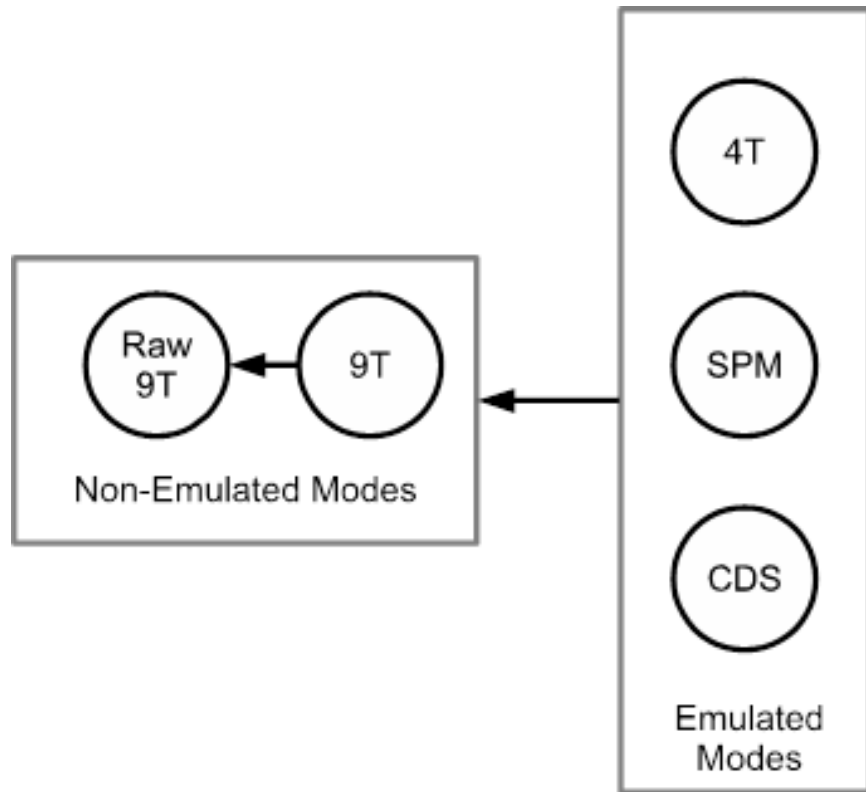 4T
Raw
9T
9T
SPM
Non-Emulated Modes
CDS
Emulated
Modes